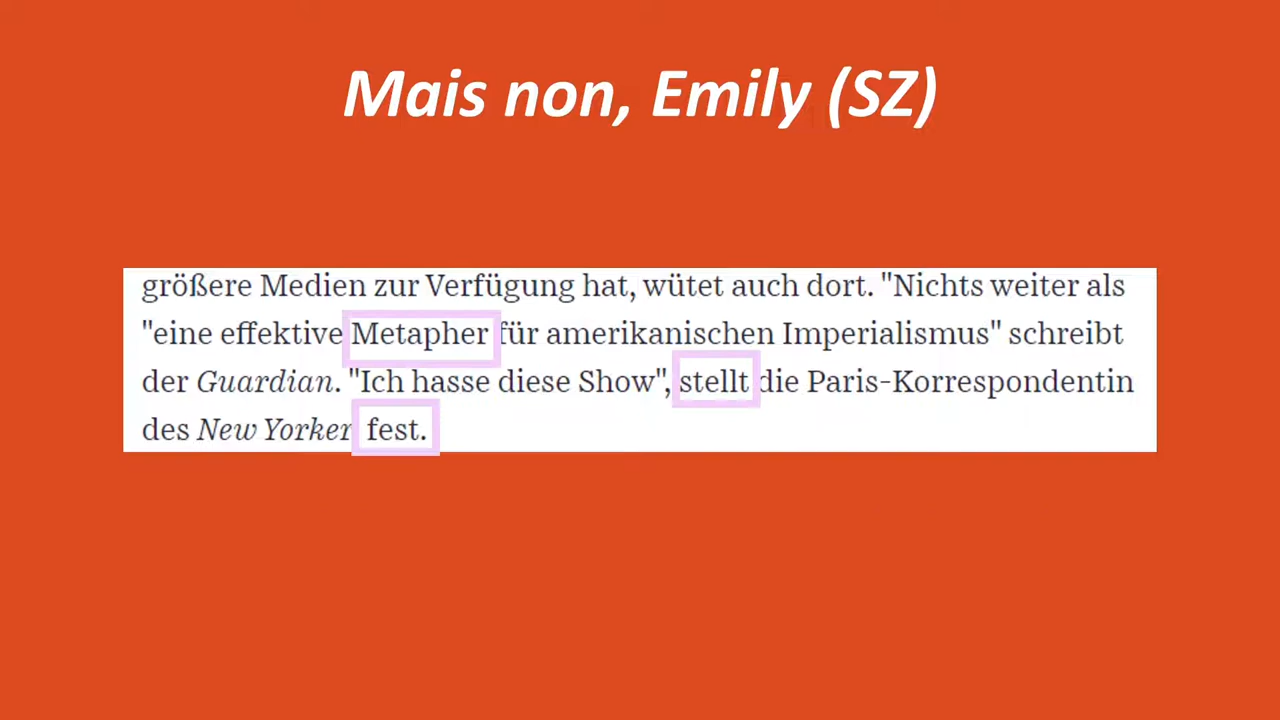 Mais non, Emily (SZ)
größere Medien zur Verfügung hat, wütet auch dort. "Nichts weiter als
"eine effektive Metapher für amerikanischen Imperialismus" schreibt
der Guardian. "Ich hasse diese Show", stellt die Paris-Korrespondentin
des New Yorker fest.